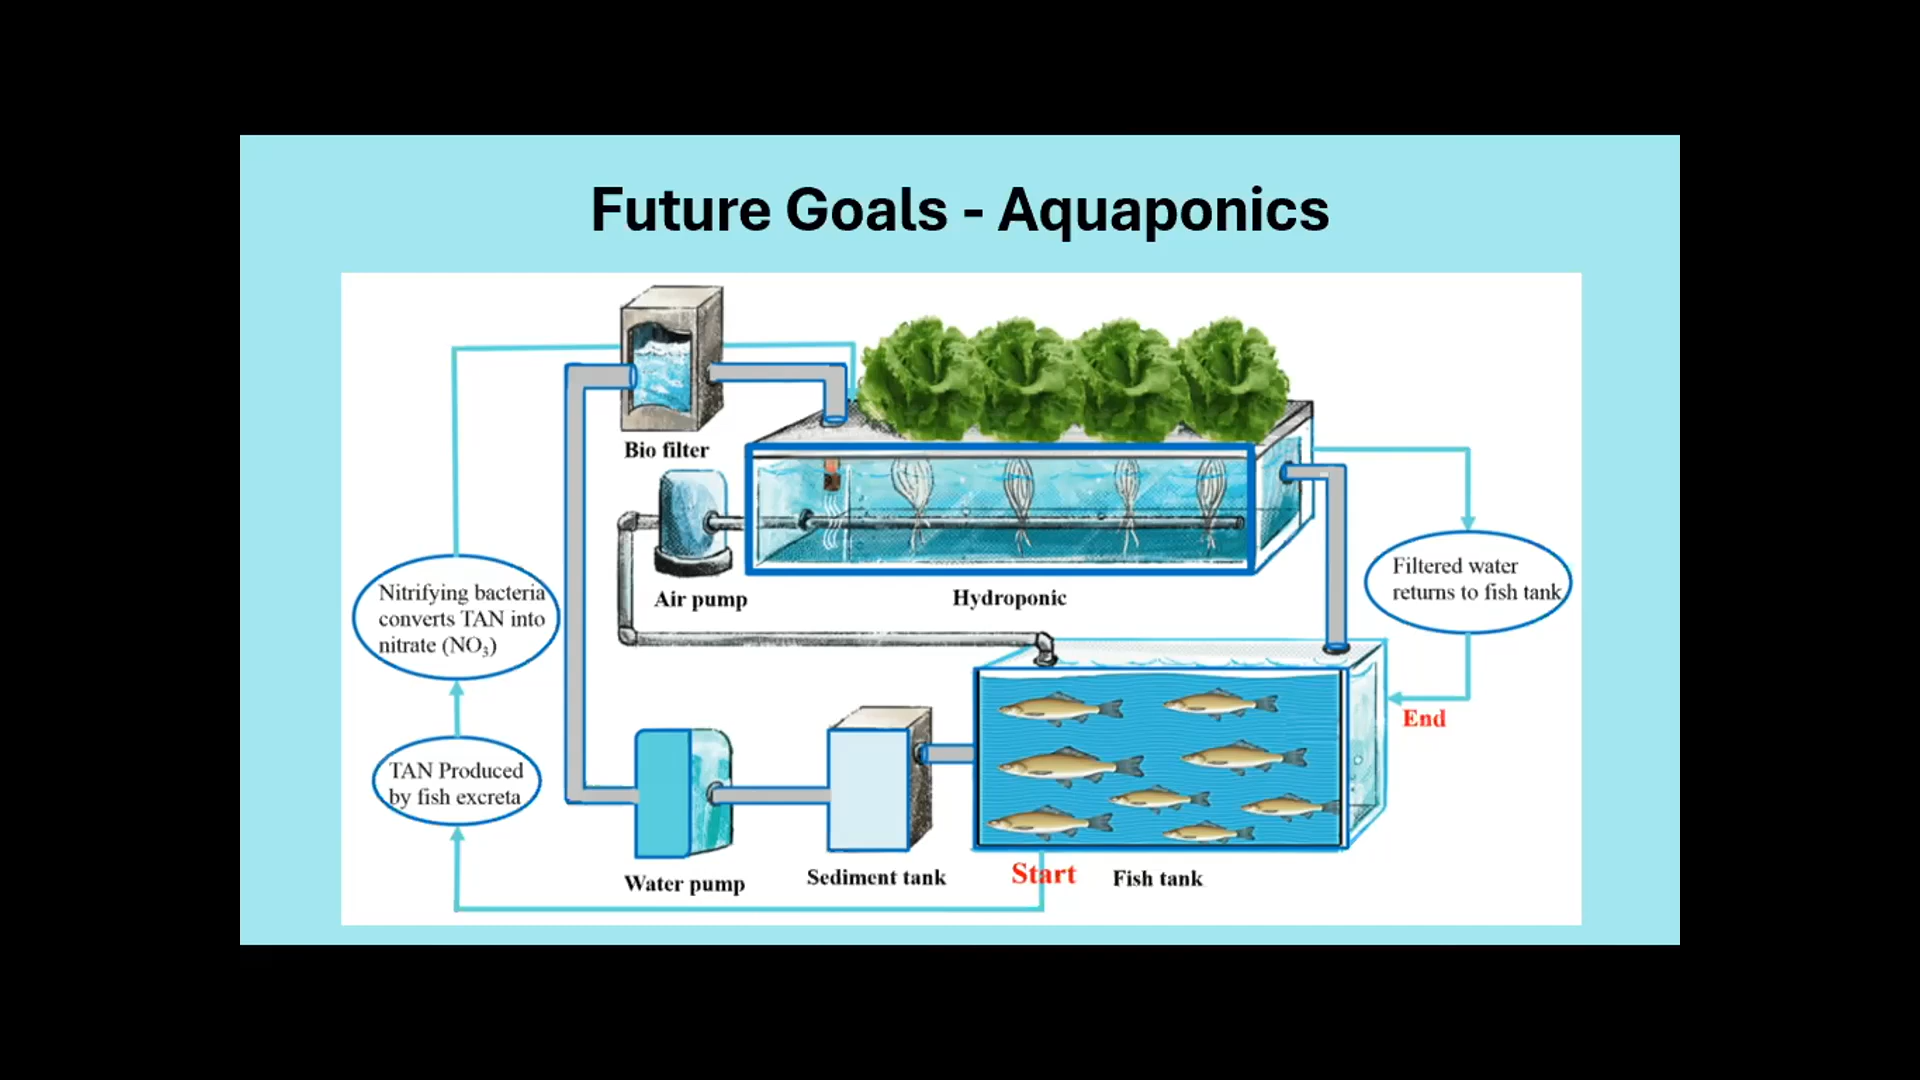 Future Goals - Aquaponics
Bio filter
Air pump
Hydroponic
Filtered water
returns to fish tank
Nitrifying bacteria
converts TAN into
nitrate (NO₃)
End
TAN Produced
by fish excreta
Water pump
Sediment tank
Start
Fish tank